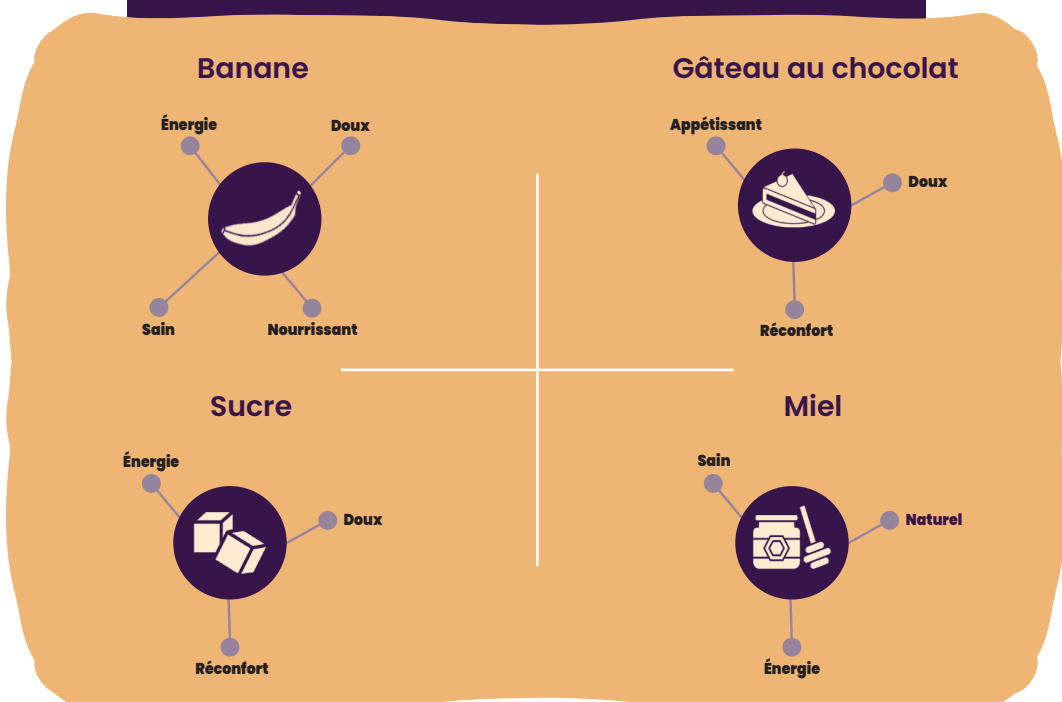 Banane
Énergie
Doux
Sain
Nourrissant
Gâteau au chocolat
Appétissant
Doux
Réconfort
Sucre
Énergie
Doux
Réconfort
Miel
Sain
Naturel
Énergie